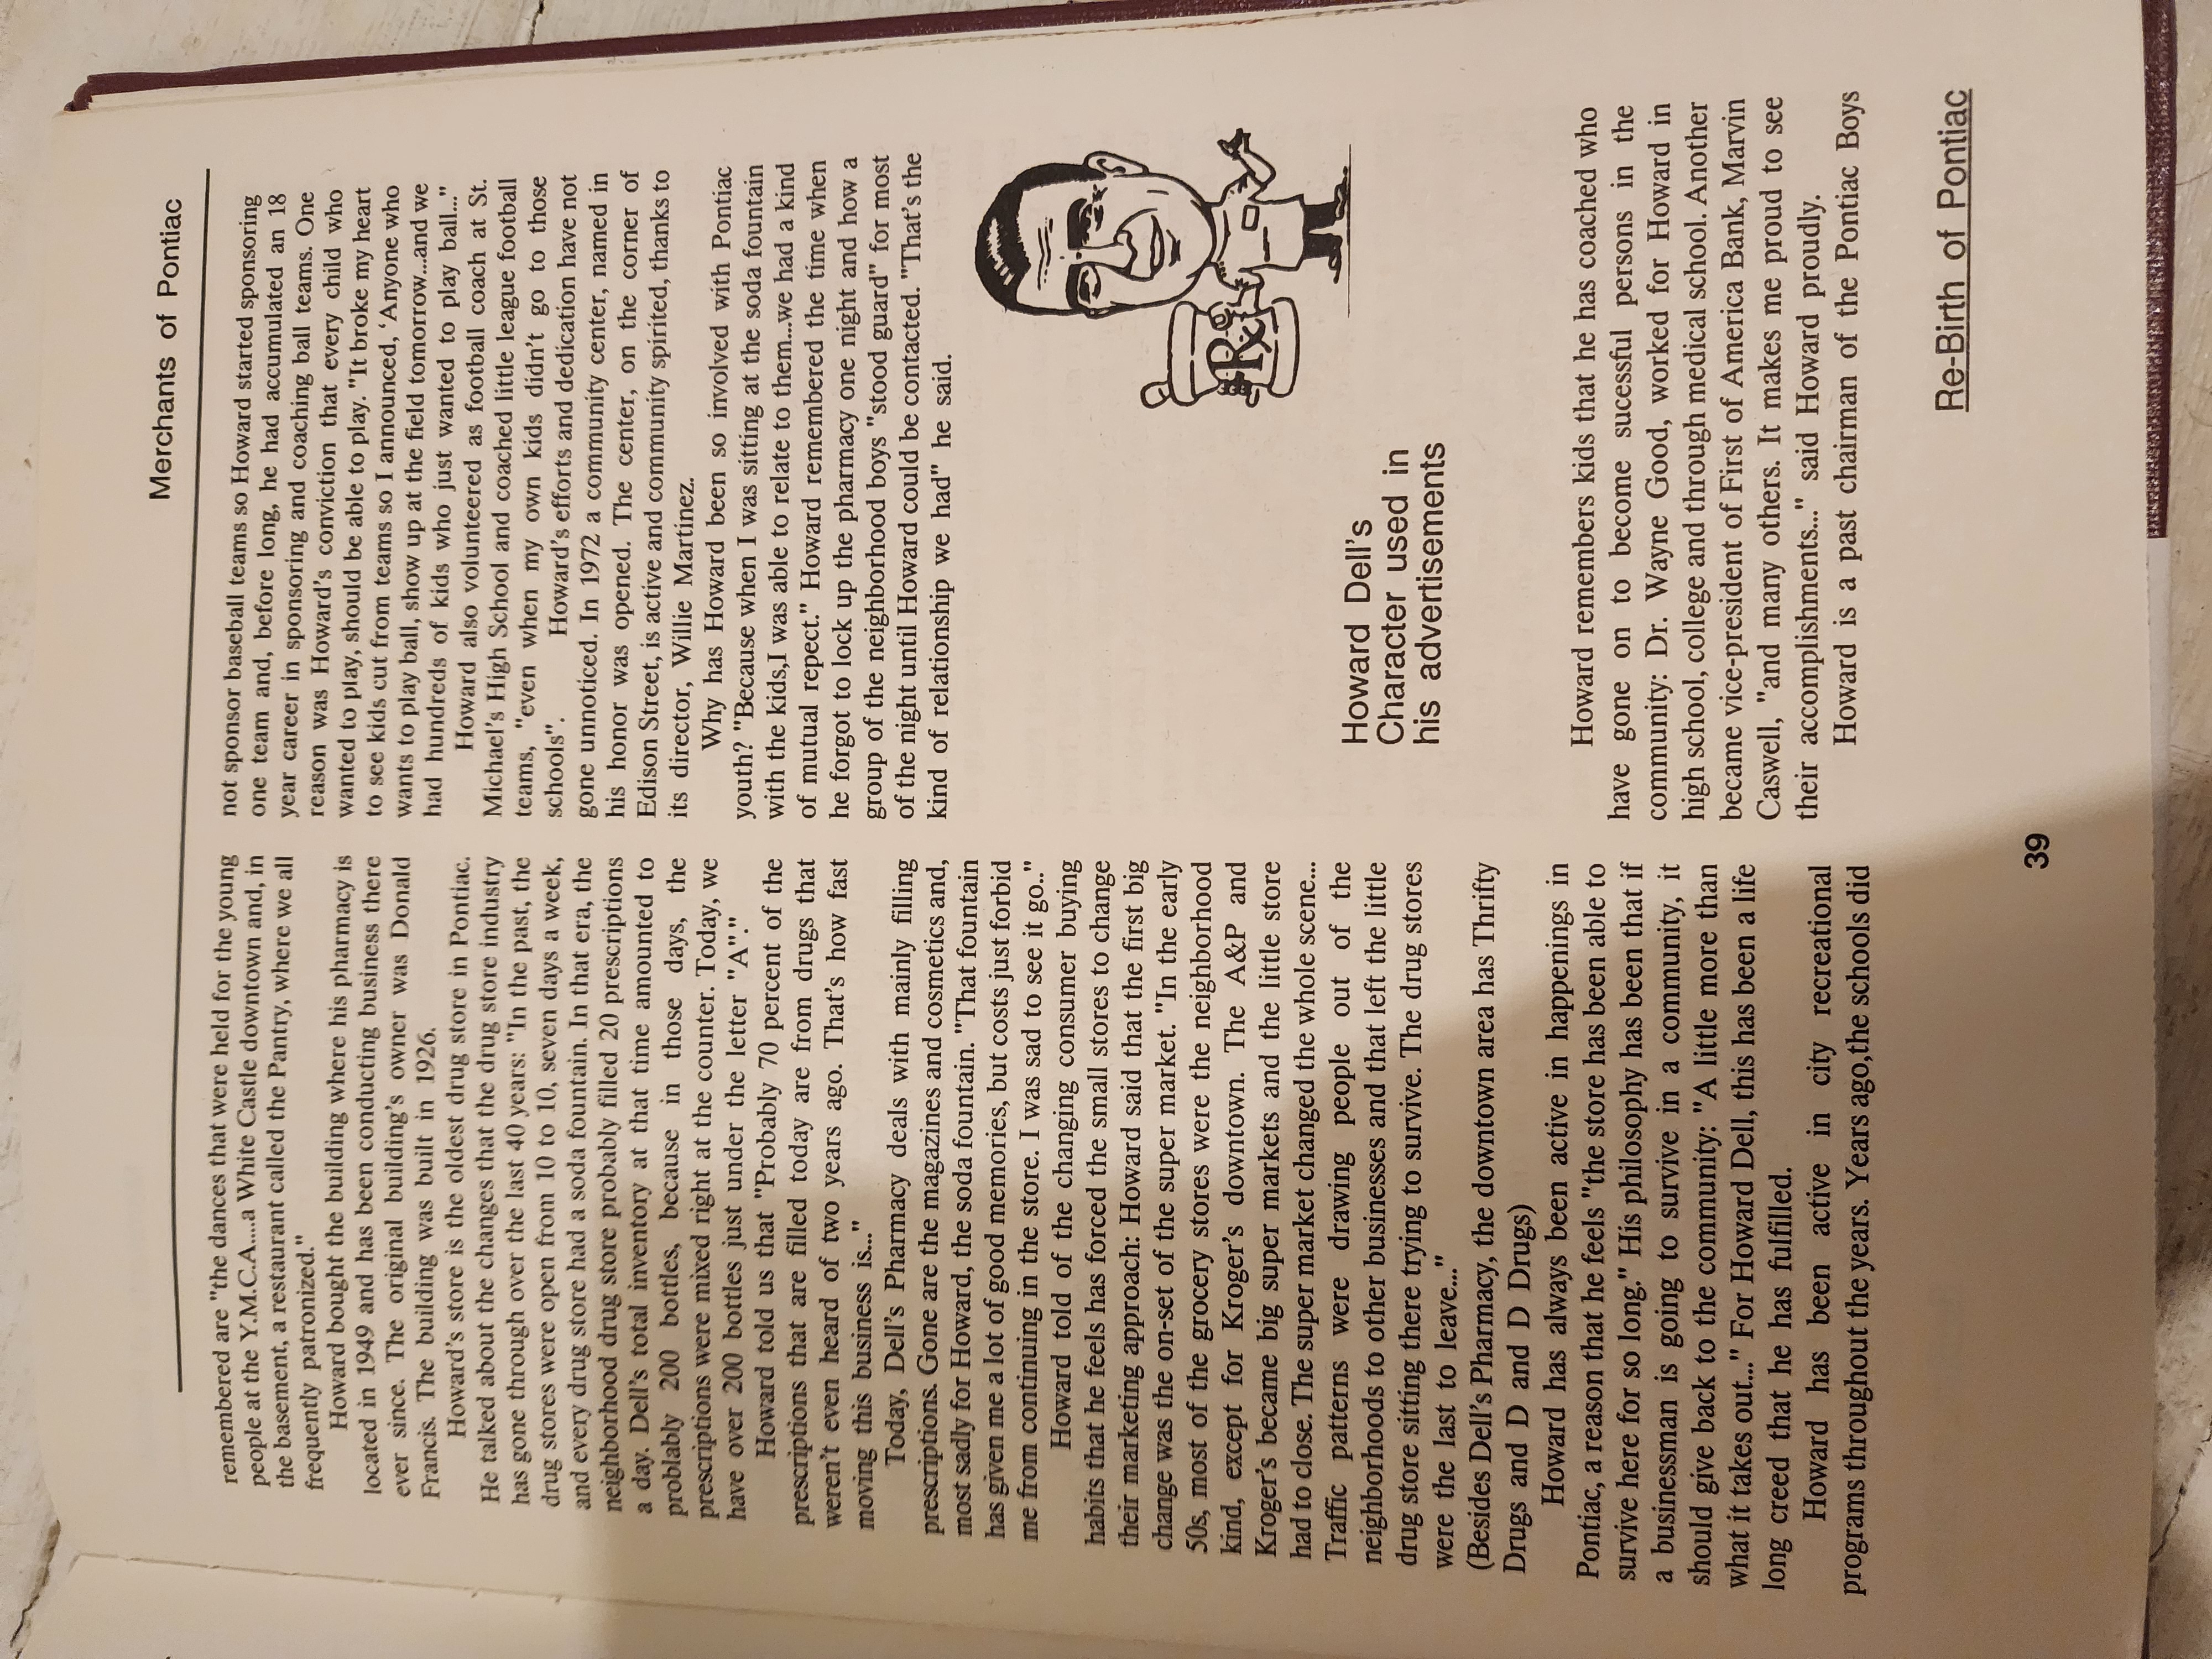 Merchants of Pontiac
remembered are "the dances that were held for the young
people at the Y.M.C.A....a White Castle downtown and, in
the basement, a restaurant called the Pantry, where we all
frequently patronized."
Howard bought the building where his pharmacy is
located in 1949 and has been conducting business there
ever since. The original building's owner was Donald
Francis. The building was built in 1926.
Howard's store is the oldest drug store in Pontiac.
He talked about the changes that the drug store industry
has gone through over the last 40 years: "In the past, the
drug stores were open from 10 to 10, seven days a week,
and every drug store had a soda fountain. In that era, the
neighborhood drug store probably filled 20 prescriptions
a day. Dell's total inventory at that time amounted to
problably 200 bottles, because in those days, the
prescriptions were mixed right at the counter. Today, we
have over 200 bottles just under the letter "A"."
Howard told us that "Probably 70 percent of the
prescriptions that are filled today are from drugs that
weren't even heard of two years ago. That's how fast
moving this business is..."
Today, Dell's Pharmacy deals with mainly filling
prescriptions. Gone are the magazines and cosmetics and,
most sadly for Howard, the soda fountain. "That fountain
has given me a lot of good memories, but costs just forbid
me from continuing in the store. I was sad to see it go.."
Howard told of the changing consumer buying
habits that he feels has forced the small stores to change
their marketing approach: Howard said that the first big
change was the on-set of the super market. "In the early
50s, most of the grocery stores were the neighborhood
kind, except for Kroger's downtown. The A&P and
Kroger's became big super markets and the little store
had to close. The super market changed the whole scene...
Traffic patterns were drawing people out of the
neighborhoods to other businesses and that left the little
drug store sitting there trying to survive. The drug stores
were the last to leave..."
(Besides Dell's Pharmacy, the downtown area has Thrifty
Drugs and D and D Drugs)
Howard has always been active in happenings in
Pontiac, a reason that he feels "the store has been able to
survive here for so long." His philosophy has been that if
a businessman is going to survive in a community, it
should give back to the community: "A little more than
what it takes out..." For Howard Dell, this has been a life
long creed that he has fulfilled.
Howard has been active in city recreational
programs throughout the years. Years ago,the schools did
not sponsor baseball teams so Howard started sponsoring
one team and, before long, he had accumulated an 18
year career in sponsoring and coaching ball teams. One
reason was Howard's conviction that every child who
wanted to play, should be able to play. "It broke my heart
to see kids cut from teams so I announced, 'Anyone who
wants to play ball, show up at the field tomorrow...and we
had hundreds of kids who just wanted to play ball..."
Howard also volunteered as football coach at St.
Michael's High School and coached little league football
teams, "even when my own kids didn't go to those
schools". Howard's efforts and dedication have not
gone unnoticed. In 1972 a community center, named in
his honor was opened. The center, on the corner of
Edison Street, is active and community spirited, thanks to
its director, Willie Martinez.
Why has Howard been so involved with Pontiac
youth? "Because when I was sitting at the soda fountain
with the kids,I was able to relate to them...we had a kind
of mutual repect." Howard remembered the time when
he forgot to lock up the pharmacy one night and how a
group of the neighborhood boys "stood guard" for most
of the night until Howard could be contacted. "That's the
kind of relationship we had" he said.
Rx
Howard Dell's
Character used in
his advertisements
Howard remembers kids that he has coached who
have gone on to become sucessful persons in the
community: Dr. Wayne Good, worked for Howard in
high school, college and through medical school. Another
became vice-president of First of America Bank, Marvin
Caswell, "and many others. It makes me proud to see
their accomplishments..." said Howard proudly.
Howard is a past chairman of the Pontiac Boys
39
Re-Birth of Pontiac